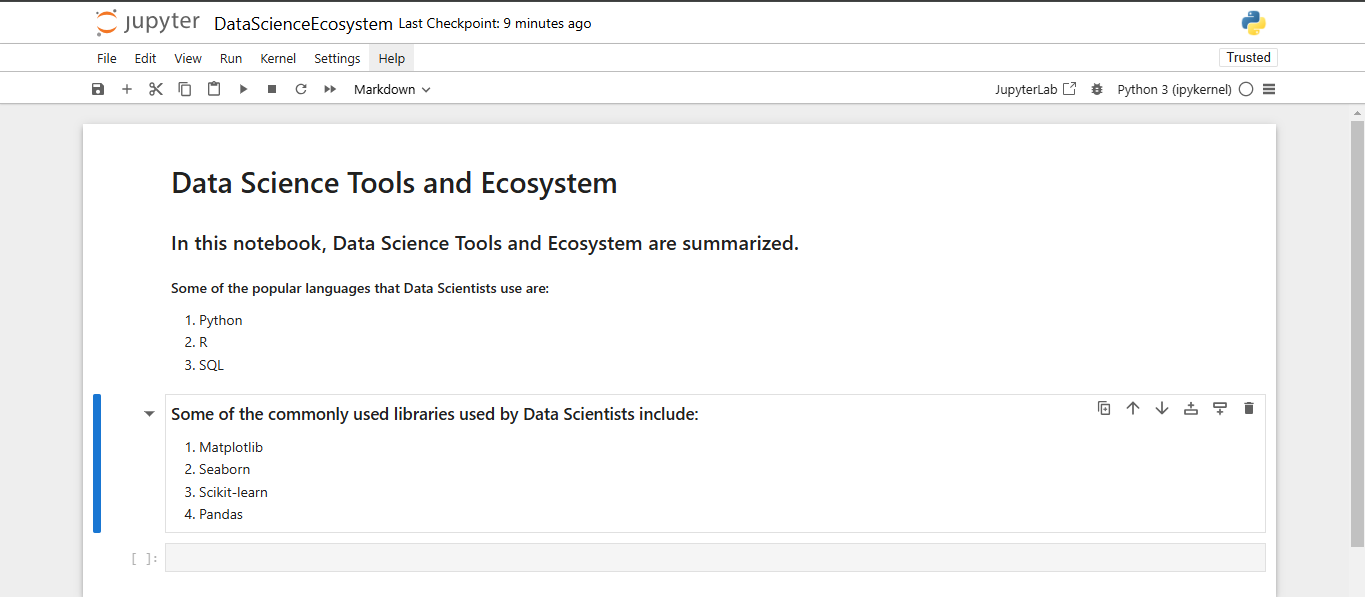 jupyter DataScienceEcosystem Last Checkpoint: 9 minutes ago
File Edit View Run Kernel Settings Help Trusted
Markdown JupyterLab Python 3 (ipykernel)
Data Science Tools and Ecosystem
In this notebook, Data Science Tools and Ecosystem are summarized.
Some of the popular languages that Data Scientists use are:
1. Python
2. R
3. SQL
Some of the commonly used libraries used by Data Scientists include:
1. Matplotlib
2. Seaborn
3. Scikit-learn
4. Pandas
[ ]: